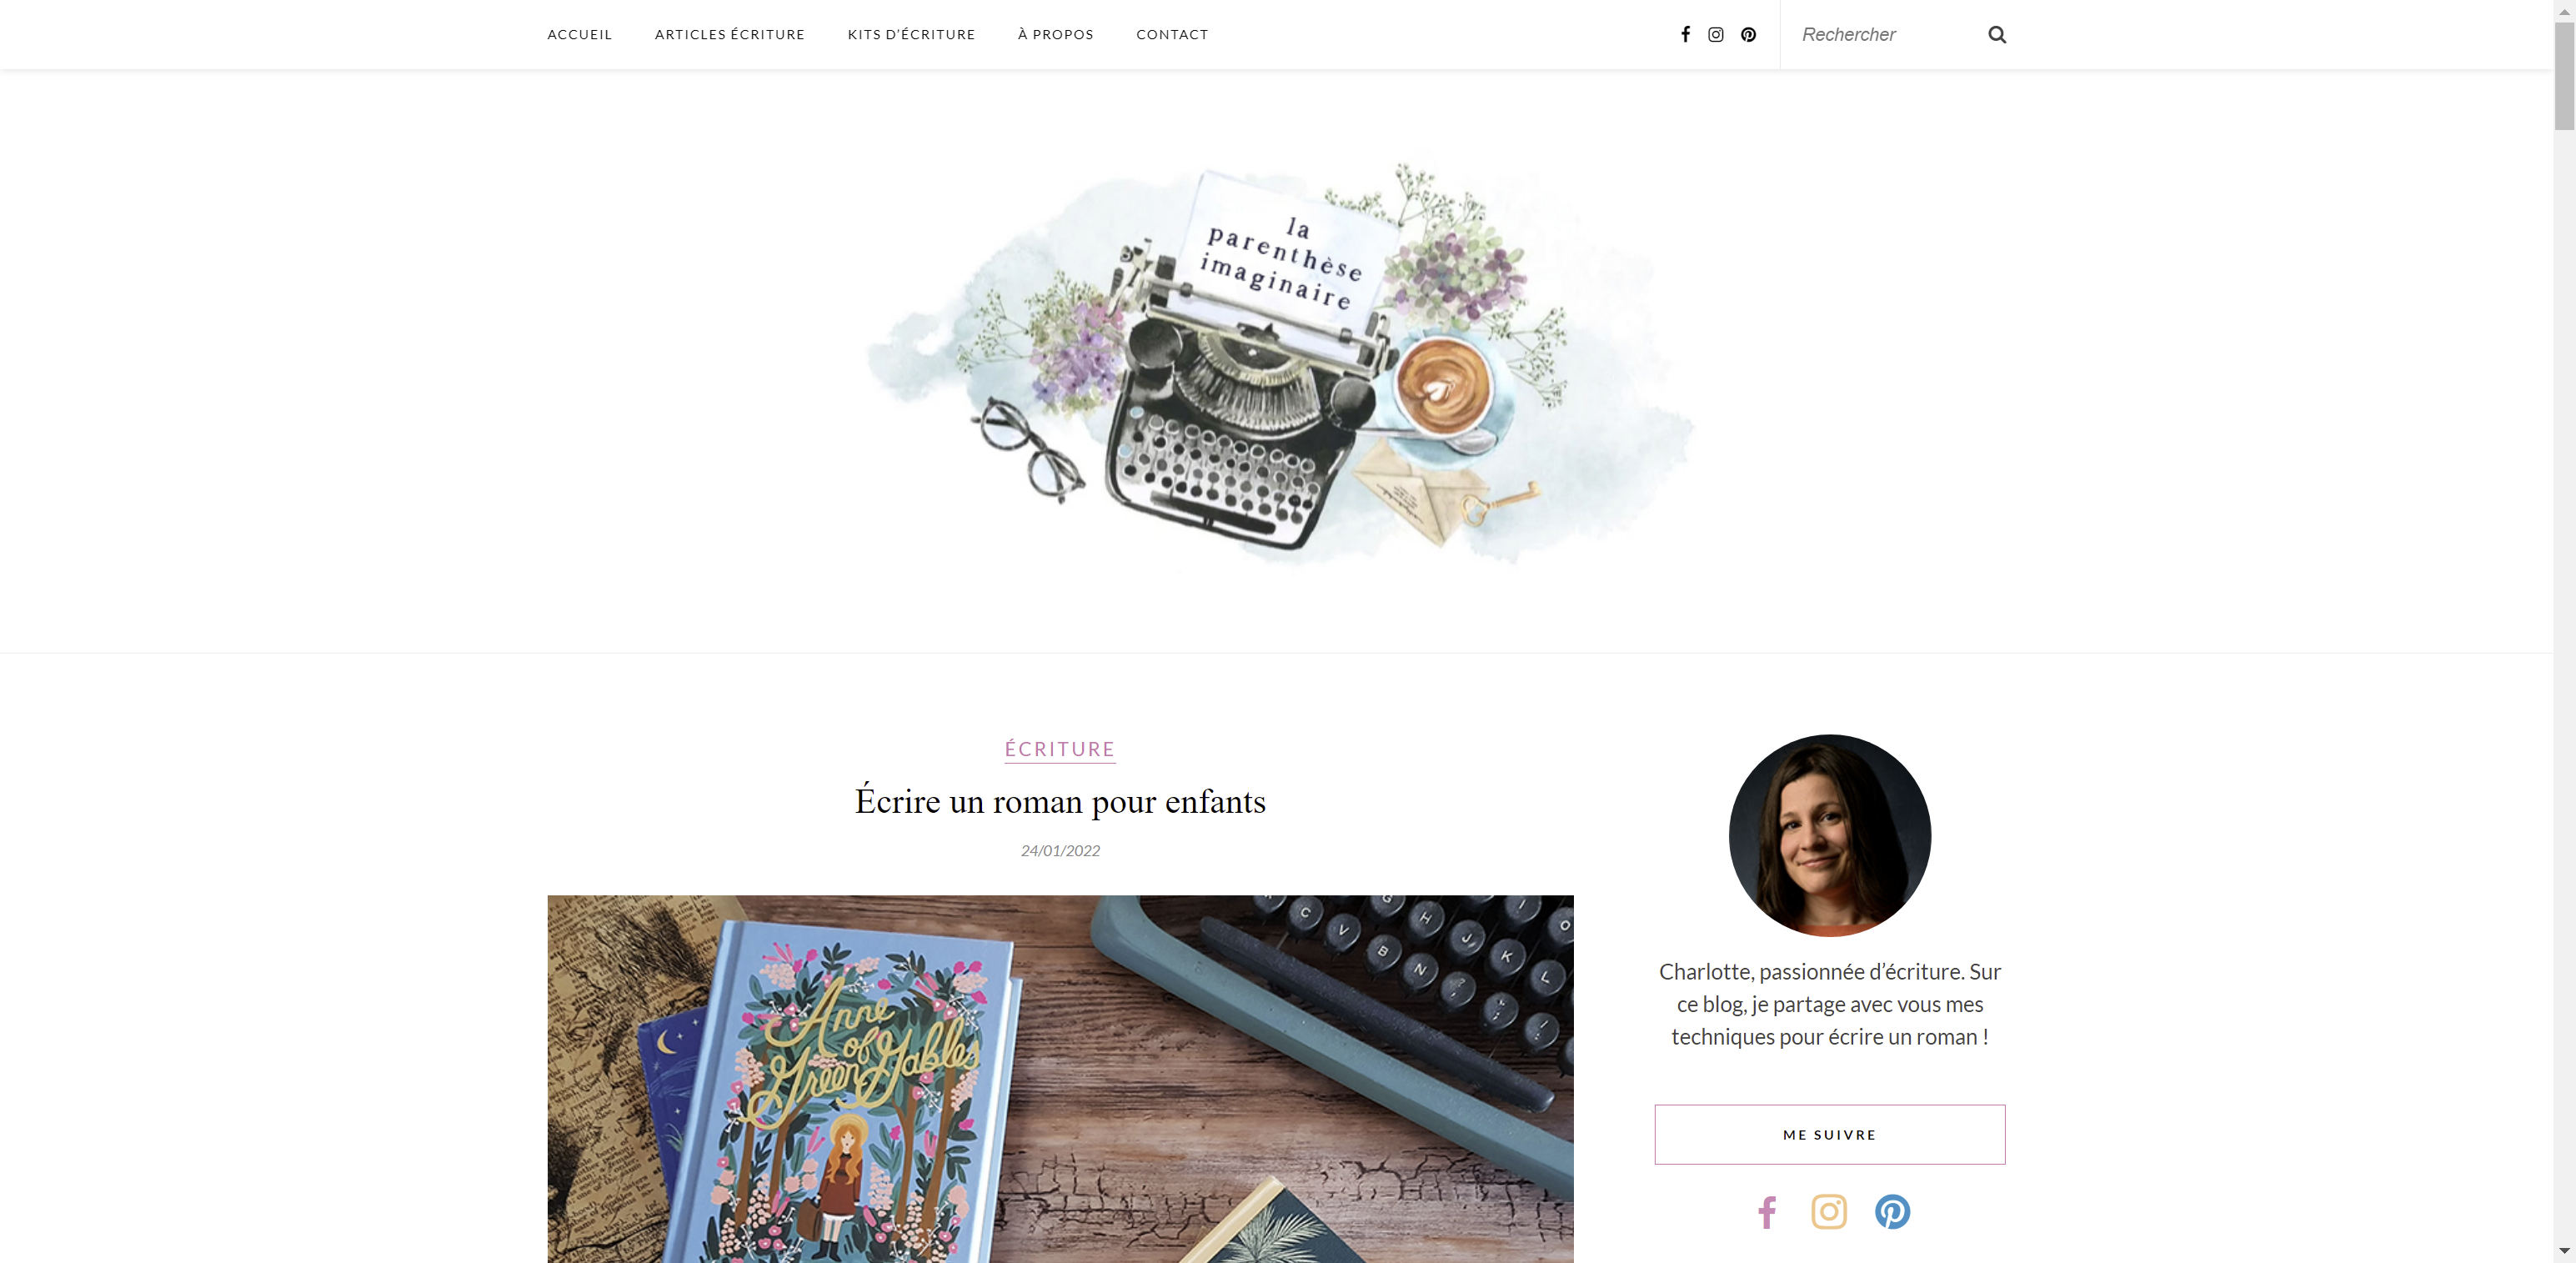 ACCUEIL
ARTICLES ÉCRITURE
KITS D’ÉCRITURE
À PROPOS
CONTACT
Rechercher
la
parenthèse
imaginaire
ÉCRITURE
Écrire un roman pour enfants
24/01/2022
Anne
of
Green Gables
C V B N
G H J K L
I O
Charlotte, passionnée d’écriture. Sur
ce blog, je partage avec vous mes
techniques pour écrire un roman !
ME SUIVRE